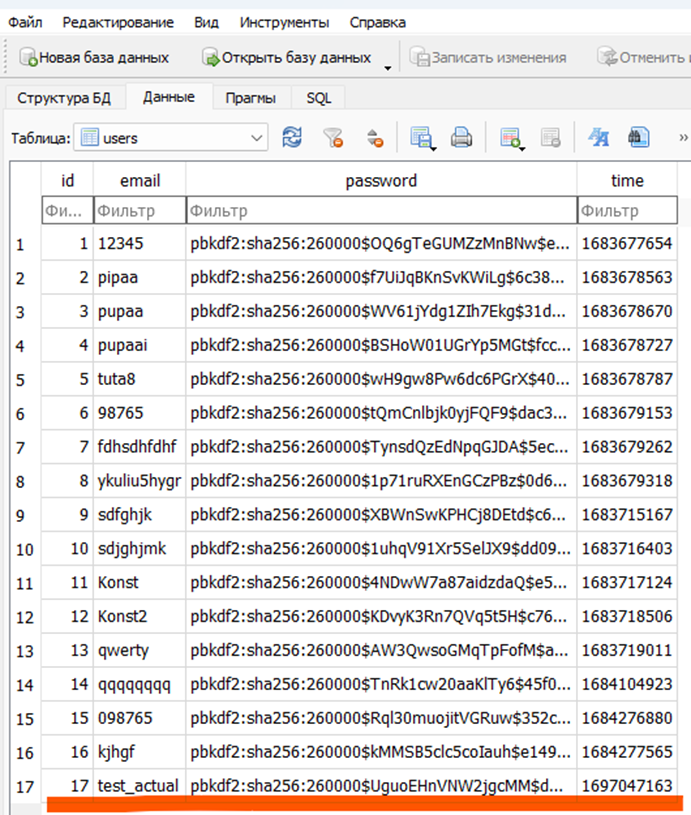 Файл Редактирование Вид Инструменты Справка
Новая база данных Открыть базу данных Записать изменения Отменить
Структура БД Данные Прагмы SQL
Таблица: users »
id email password time
Фи... Фильтр Фильтр Фильтр
1 1 12345 pbkdf2:sha256:260000$OQ6gTeGUMZzMnBNw$e... 1683677654
2 2 pipaa pbkdf2:sha256:260000$f7UiJqBKnSvKWiLg$6c38... 1683678563
3 3 pupaa pbkdf2:sha256:260000$WV61jYdg1ZIh7Ekg$31d... 1683678670
4 4 pupaai pbkdf2:sha256:260000$BSHoW01UGrYp5MGt$fcc... 1683678727
5 5 tuta8 pbkdf2:sha256:260000$wH9gw8Pw6dc6PGrX$40... 1683678787
6 6 98765 pbkdf2:sha256:260000$tQmCnlbjk0yjFQF9$dac3... 1683679153
7 7 fdhsdhfdhf pbkdf2:sha256:260000$TynsdQzEdNpqGJDA$5ec... 1683679262
8 8 ykuliu5hygr pbkdf2:sha256:260000$1p71ruRXEnGCzPBz$0d6... 1683679318
9 9 sdfghjk pbkdf2:sha256:260000$XBWnSwKPHCj8DEtd$c6... 1683715167
10 10 sdjghjmk pbkdf2:sha256:260000$1uhqV91Xr5SelJX9$dd09... 1683716403
11 11 Konst pbkdf2:sha256:260000$4NDwW7a87aidzdaQ$e5... 1683717124
12 12 Konst2 pbkdf2:sha256:260000$KDvyK3Rn7QVq5t5H$c76... 1683718506
13 13 qwerty pbkdf2:sha256:260000$AW3QwsoGMqTpFofM$a... 1683719011
14 14 qqqqqqqq pbkdf2:sha256:260000$TnRk1cw20aaKlTy6$45f0... 1684104923
15 15 098765 pbkdf2:sha256:260000$Rql30muojitVGRuw$352c... 1684276880
16 16 kjhgf pbkdf2:sha256:260000$kMMSB5clc5coIauh$e149... 1684277565
17 17 test_actual pbkdf2:sha256:260000$UguoEHnVNW2jgcMM$d... 1697047163